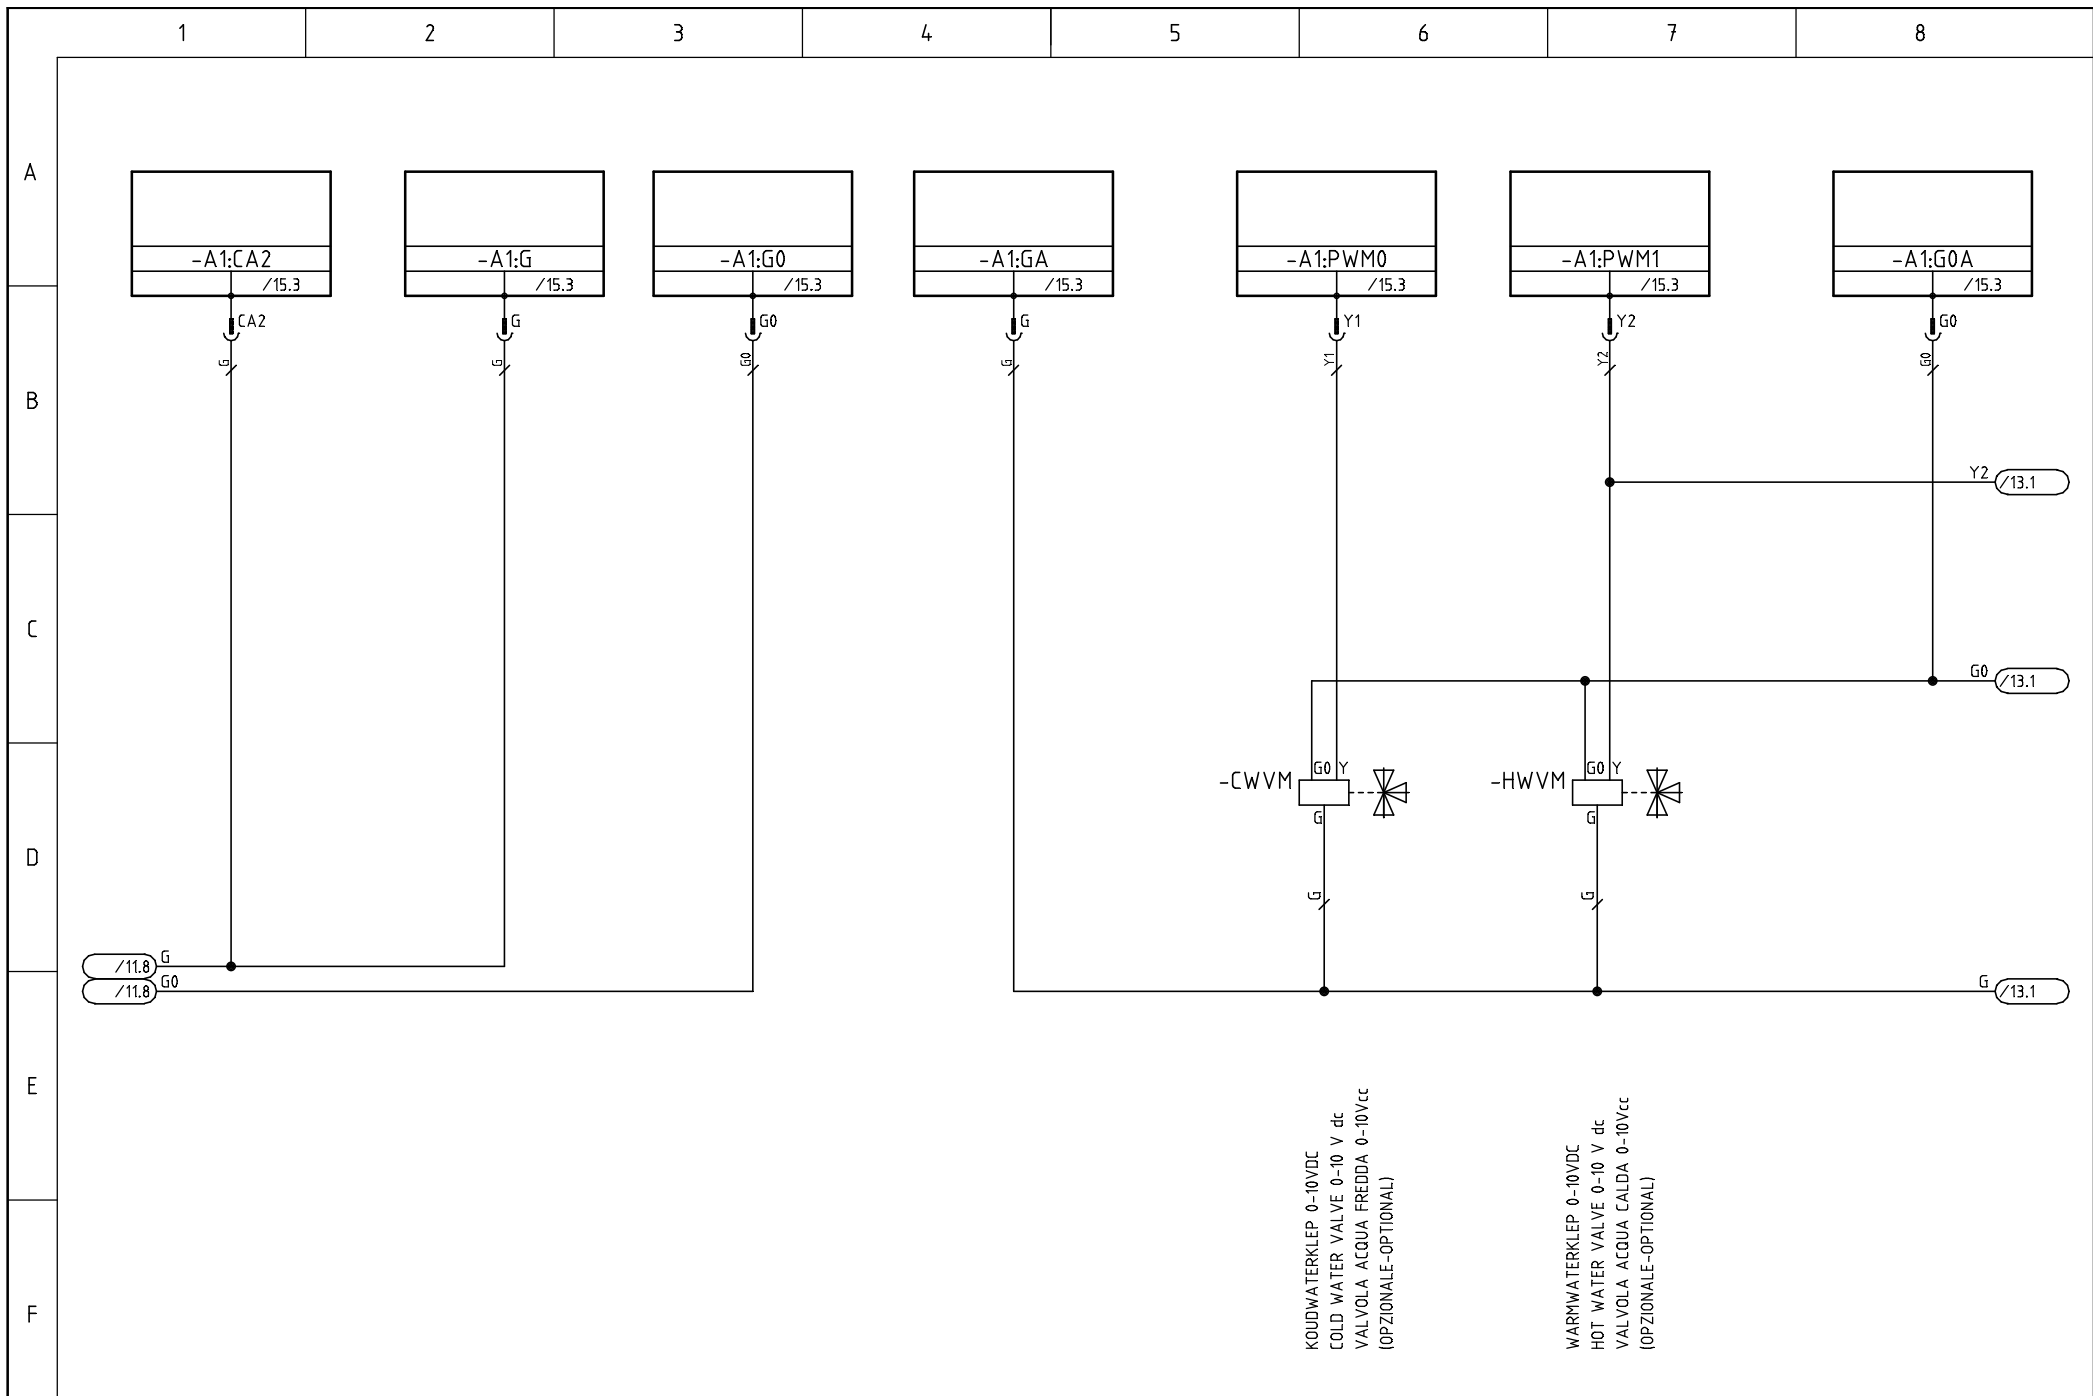 1 2 3 4 5 6 7 8
A
-A1:CA2 -A1:G -A1:G0 -A1:GA -A1:PWM0 -A1:PWM1 -A1:G0A
/15.3 /15.3 /15.3 /15.3 /15.3 /15.3 /15.3
CA2 G G0 G Y1 Y2 G0
G G G0 G Y1 Y2 G0
B
Y2 /13.1
C
G0 /13.1
-CWVM G0 Y -HWVM G0 Y
G G
D
G G
/11.8 G
/11.8 G0
G /13.1
E
KOUDWATERKLEP 0-10VDC
COLD WATER VALVE 0-10 V dc
VALVOLA ACQUA FREDDA 0-10Vcc
(OPZIONALE-OPTIONAL)
WARMWATERKLEP 0-10VDC
HOT WATER VALVE 0-10 V dc
VALVOLA ACQUA CALDA 0-10Vcc
(OPZIONALE-OPTIONAL)
F